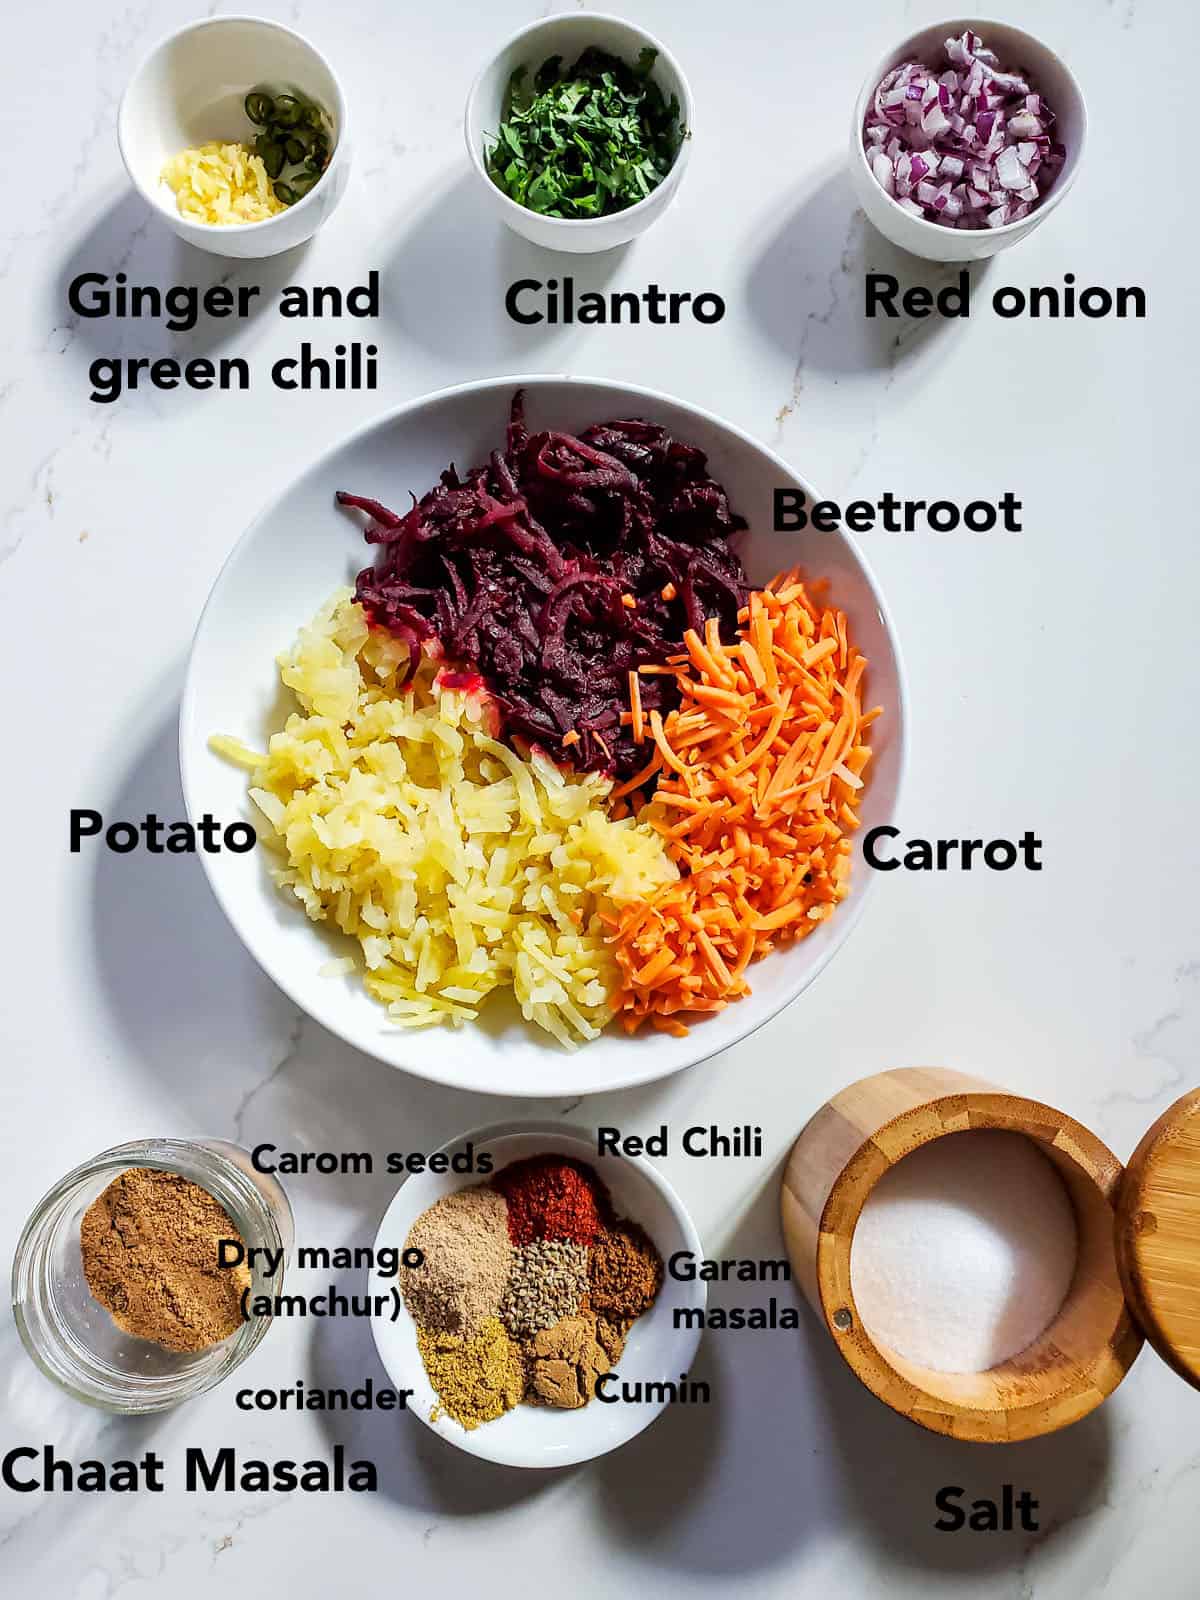 Ginger and
green chili
Cilantro
Red onion
Beetroot
Potato
Carrot
Carom seeds
Red Chili
Dry mango
(amchur)
Garam
masala
coriander
Cumin
Chaat Masala
Salt